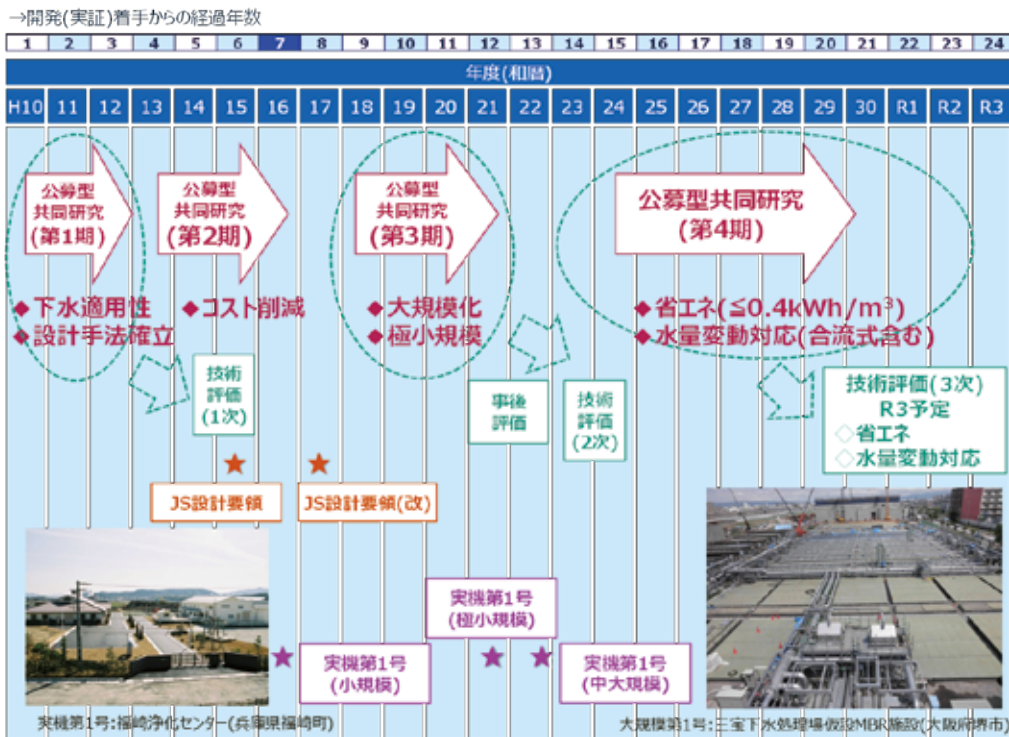 →開発(実証)着手からの経過年数
1 2 3 4 5 6 7 8 9 10 11 12 13 14 15 16 17 18 19 20 21 22 23 24
年度(和暦)
H10 11 12 13 14 15 16 17 18 19 20 21 22 23 24 25 26 27 28 29 30 R1 R2 R3
公募型
共同研究
(第1期)
公募型
共同研究
(第2期)
公募型
共同研究
(第3期)
公募型共同研究
(第4期)
◆下水適用性
◆設計手法確立
◆コスト削減
◆大規模化
◆極小規模
◆省エネ(≦0.4kWh/m³)
◆水量変動対応(合流式含む)
技術
評価
(1次)
事後
評価
技術
評価
(2次)
技術評価(3次)
R3予定
◇省エネ
◇水量変動対応
★
★
JS設計要領
JS設計要領(改)
実機第1号
(極小規模)
★
実機第1号
(小規模)
★
★
実機第1号
(中大規模)
実機第1号:福崎浄化センター(兵庫県福崎町)
大規模第1号:三宝下水処理場仮設MBR施設(大阪府堺市)